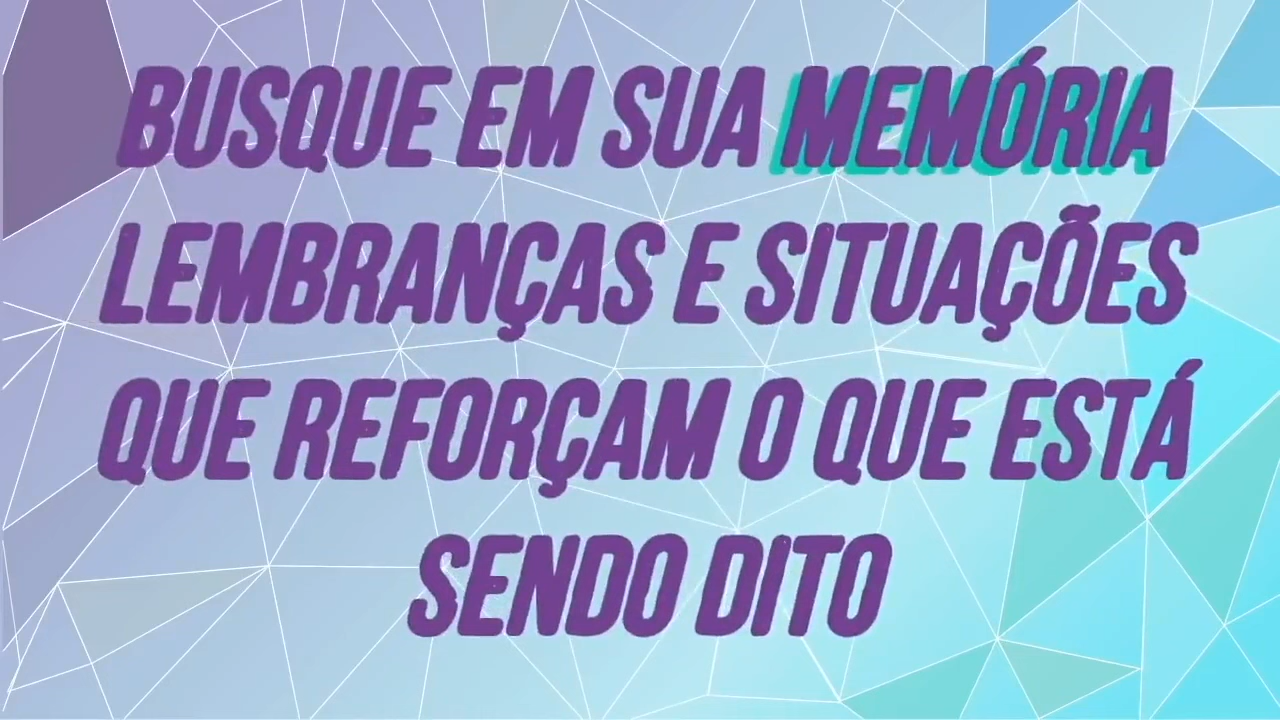 BUSQUE EM SUA MEMÓRIA
LEMBRANÇAS E SITUAÇÕES
QUE REFORÇAM O QUE ESTÁ
SENDO DITO